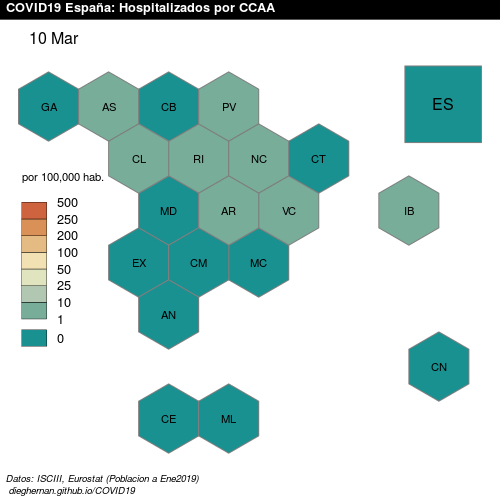 COVID19 España: Hospitalizados por CCAA
10 Mar
GA AS CB PV ES
CL RI NC CT
por 100,000 hab.
MD AR VC IB
500
250
200
100
50
25
10
1
0
EX CM MC
AN
CN
CE ML
Datos: ISCIII, Eurostat (Poblacion a Ene2019)
dieghernan.github.io/COVID19